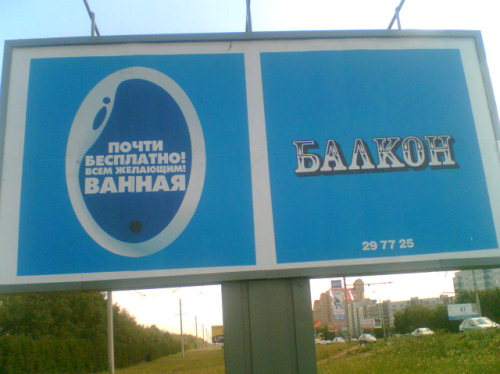 ПОЧТИ
БЕСПЛАТНО!
ВСЕМ ЖЕЛАЮЩИМ!
ВАННАЯ
БАЛКОН
29 77 25